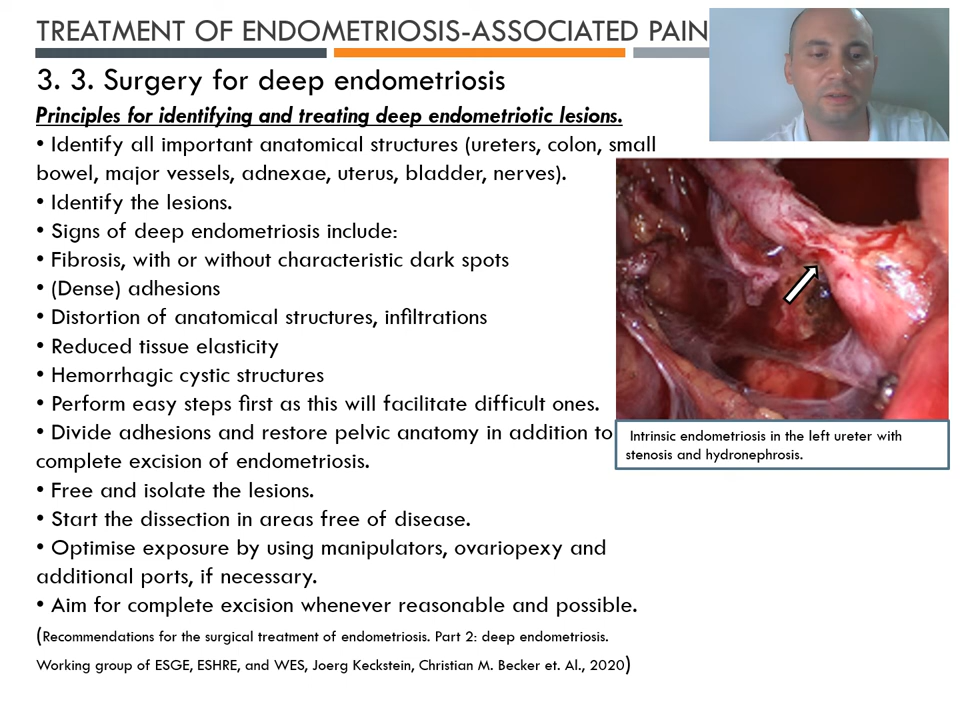 TREATMENT OF ENDOMETRIOSIS-ASSOCIATED PAIN
3. 3. Surgery for deep endometriosis
Principles for identifying and treating deep endometriotic lesions.
• Identify all important anatomical structures (ureters, colon, small
bowel, major vessels, adnexae, uterus, bladder, nerves).
• Identify the lesions.
• Signs of deep endometriosis include:
• Fibrosis, with or without characteristic dark spots
• (Dense) adhesions
• Distortion of anatomical structures, infiltrations
• Reduced tissue elasticity
• Hemorrhagic cystic structures
• Perform easy steps first as this will facilitate difficult ones.
• Divide adhesions and restore pelvic anatomy in addition to
complete excision of endometriosis.
• Free and isolate the lesions.
• Start the dissection in areas free of disease.
• Optimise exposure by using manipulators, ovariopexy and
additional ports, if necessary.
• Aim for complete excision whenever reasonable and possible.
(Recommendations for the surgical treatment of endometriosis. Part 2: deep endometriosis.
Working group of ESGE, ESHRE, and WES, Joerg Keckstein, Christian M. Becker et. Al., 2020)
Intrinsic endometriosis in the left ureter with
stenosis and hydronephrosis.